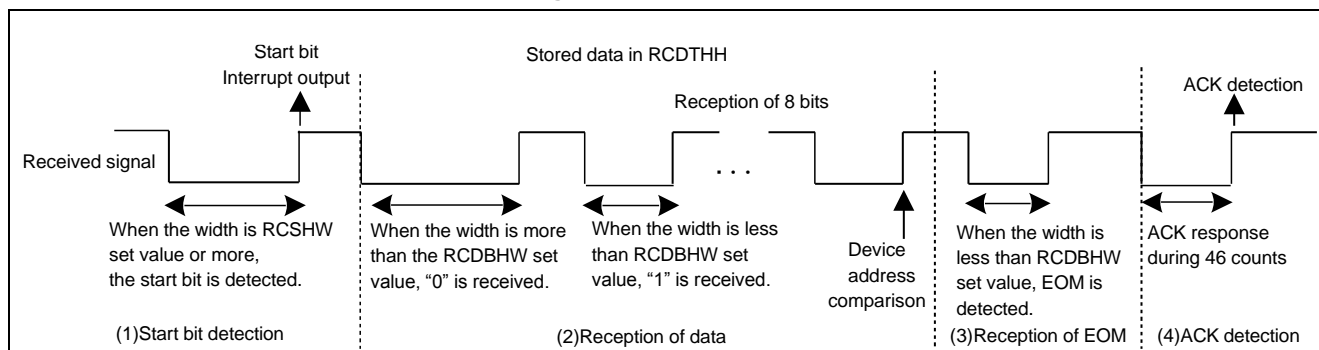 Start bit
Interrupt output
Stored data in RCDTHH
Reception of 8 bits
ACK detection
Received signal
. . .
When the width is RCSHW
set value or more,
the start bit is detected.
When the width is more
than the RCDBHW set
value, “0” is received.
When the width is less
than RCDBHW set
value, “1” is received.
Device
address
comparison
When the width is
less than RCDBHW
set value, EOM is
detected.
ACK response
during 46 counts
(1)Start bit detection
(2)Reception of data
(3)Reception of EOM
(4)ACK detection